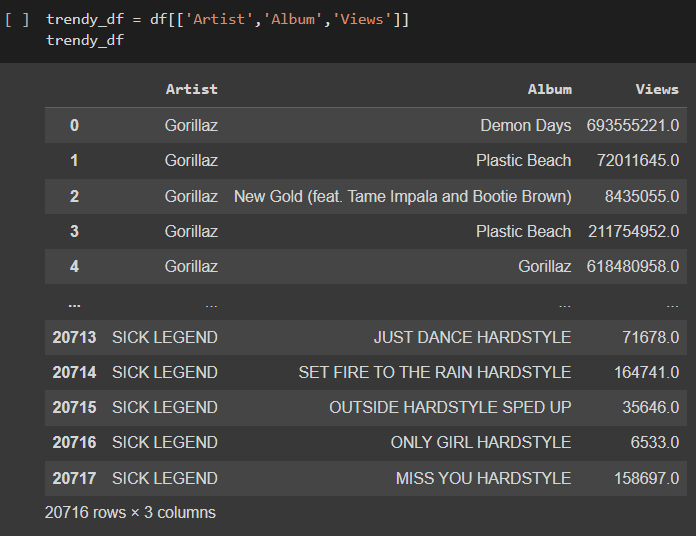 [ ] trendy_df = df[['Artist','Album','Views']]
trendy_df
Artist Album Views
0 Gorillaz Demon Days 693555221.0
1 Gorillaz Plastic Beach 72011645.0
2 Gorillaz New Gold (feat. Tame Impala and Bootie Brown) 8435055.0
3 Gorillaz Plastic Beach 211754952.0
4 Gorillaz Gorillaz 618480958.0
... ... ... ...
20713 SICK LEGEND JUST DANCE HARDSTYLE 71678.0
20714 SICK LEGEND SET FIRE TO THE RAIN HARDSTYLE 164741.0
20715 SICK LEGEND OUTSIDE HARDSTYLE SPED UP 35646.0
20716 SICK LEGEND ONLY GIRL HARDSTYLE 6533.0
20717 SICK LEGEND MISS YOU HARDSTYLE 158697.0
20716 rows × 3 columns